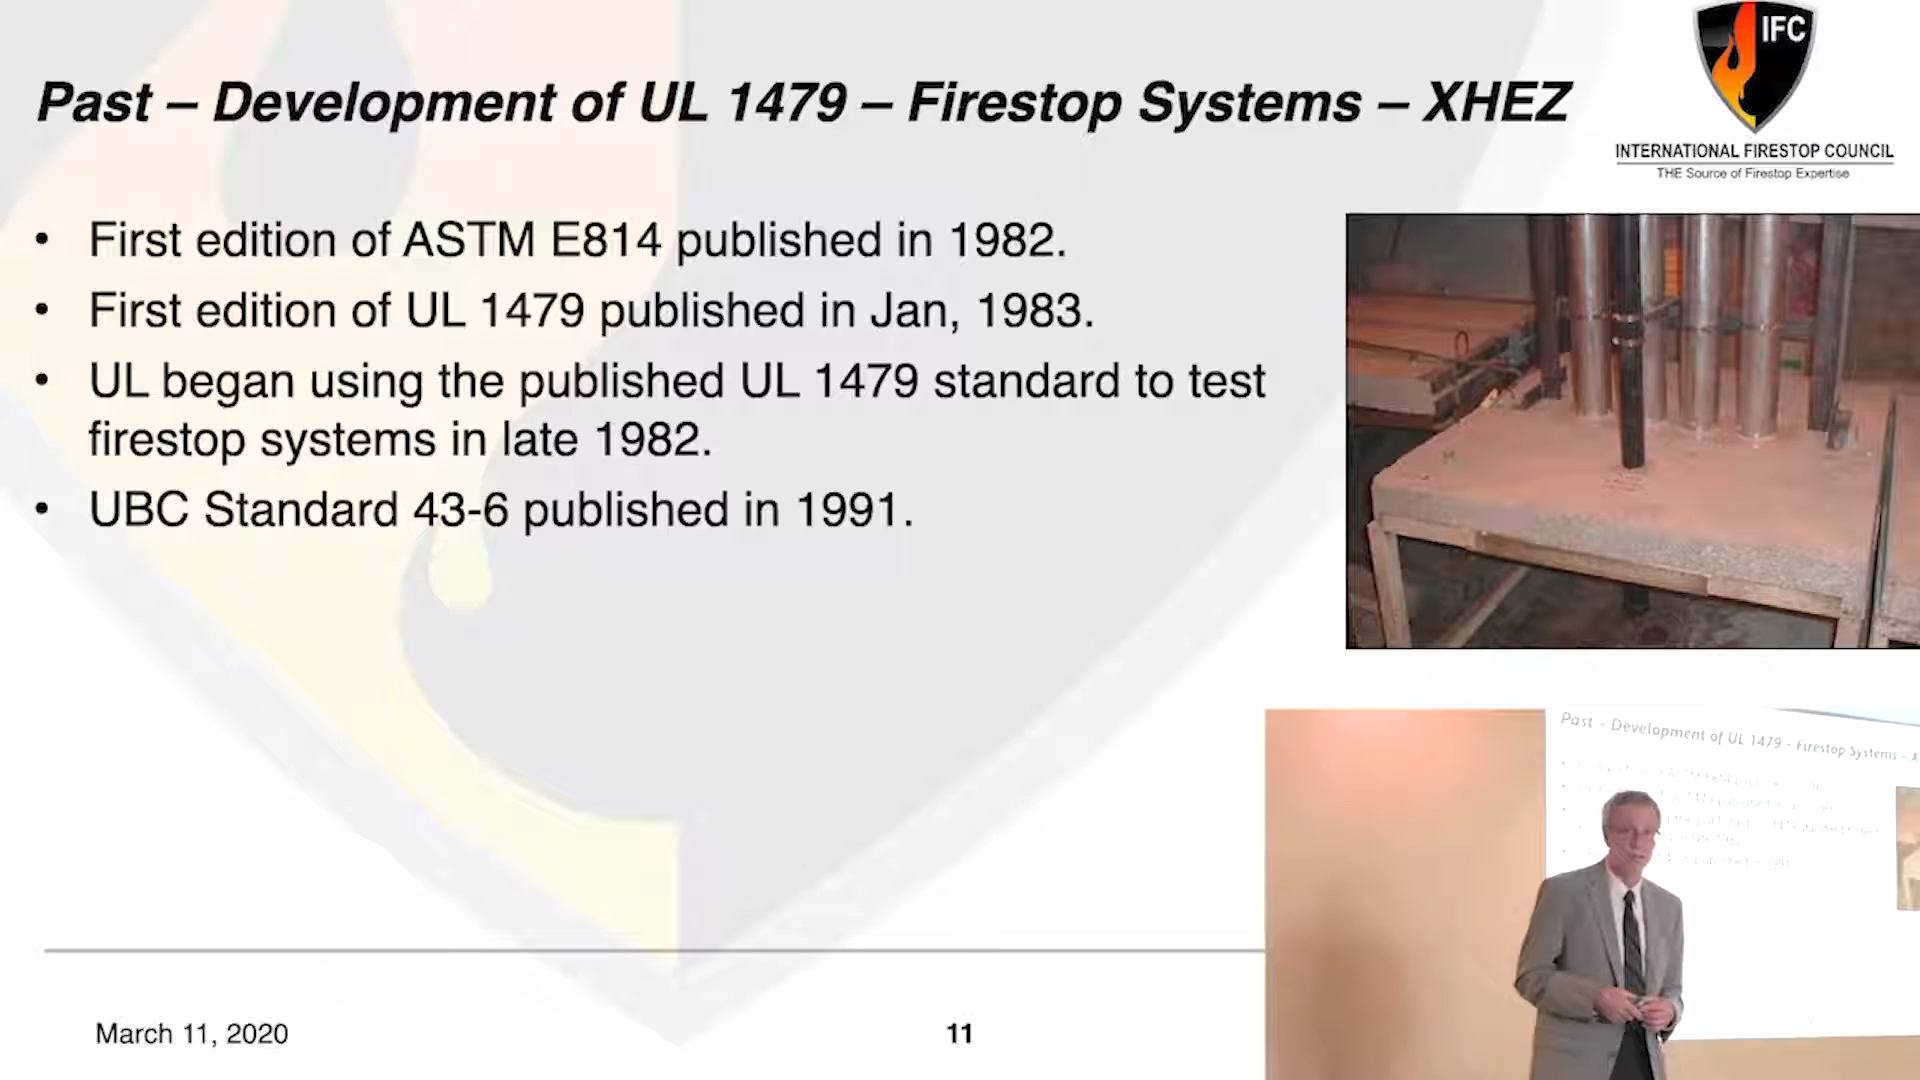 IFC
Past – Development of UL 1479 – Firestop Systems – XHEZ
INTERNATIONAL FIRESTOP COUNCIL
THE Source of Firestop Expertise
• First edition of ASTM E814 published in 1982.
• First edition of UL 1479 published in Jan, 1983.
• UL began using the published UL 1479 standard to test
firestop systems in late 1982.
• UBC Standard 43-6 published in 1991.
Past - Development of UL 1479 - Firestop Systems - X
March 11, 2020
11